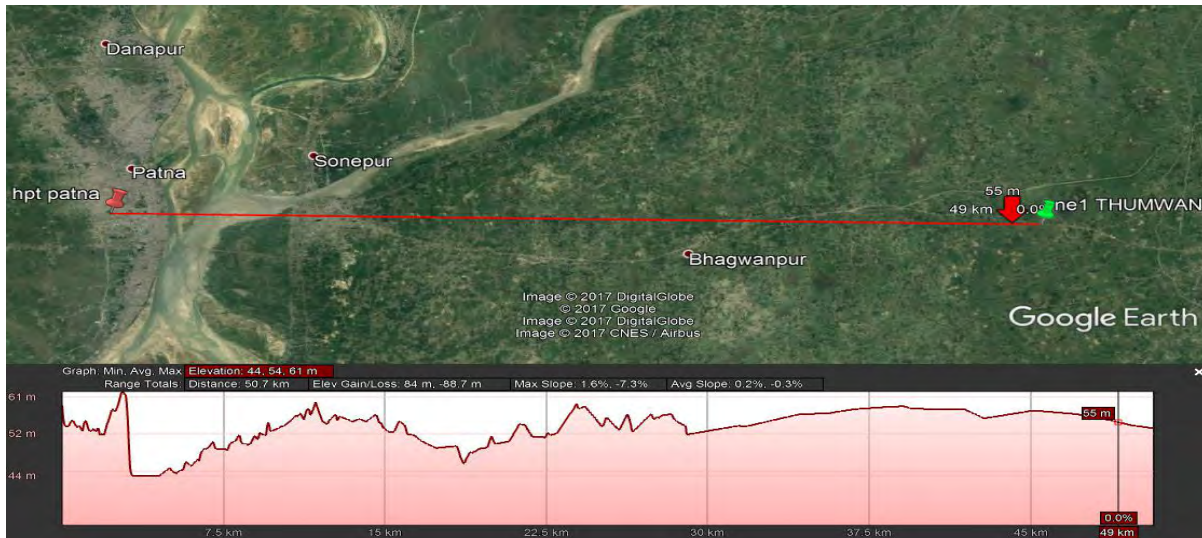 Danapur
Patna
Sonepur
hpt patna
55 m
49 km 0.0%
ne1 THUMWAN
Bhagwanpur
Image © 2017 DigitalGlobe
© 2017 Google
Image © 2017 DigitalGlobe
Image © 2017 CNES / Airbus
Google Earth
Graph: Min, Avg, Max Elevation: 44, 54, 61 m
Range Totals: Distance: 50.7 km Elev Gain/Loss: 84 m, -88.7 m Max Slope: 1.6%, -7.3% Avg Slope: 0.2%, -0.3%
61 m
55 m
52 m
44 m
0.0%
7.5 km 15 km 22.5 km 30 km 37.5 km 45 km 49 km